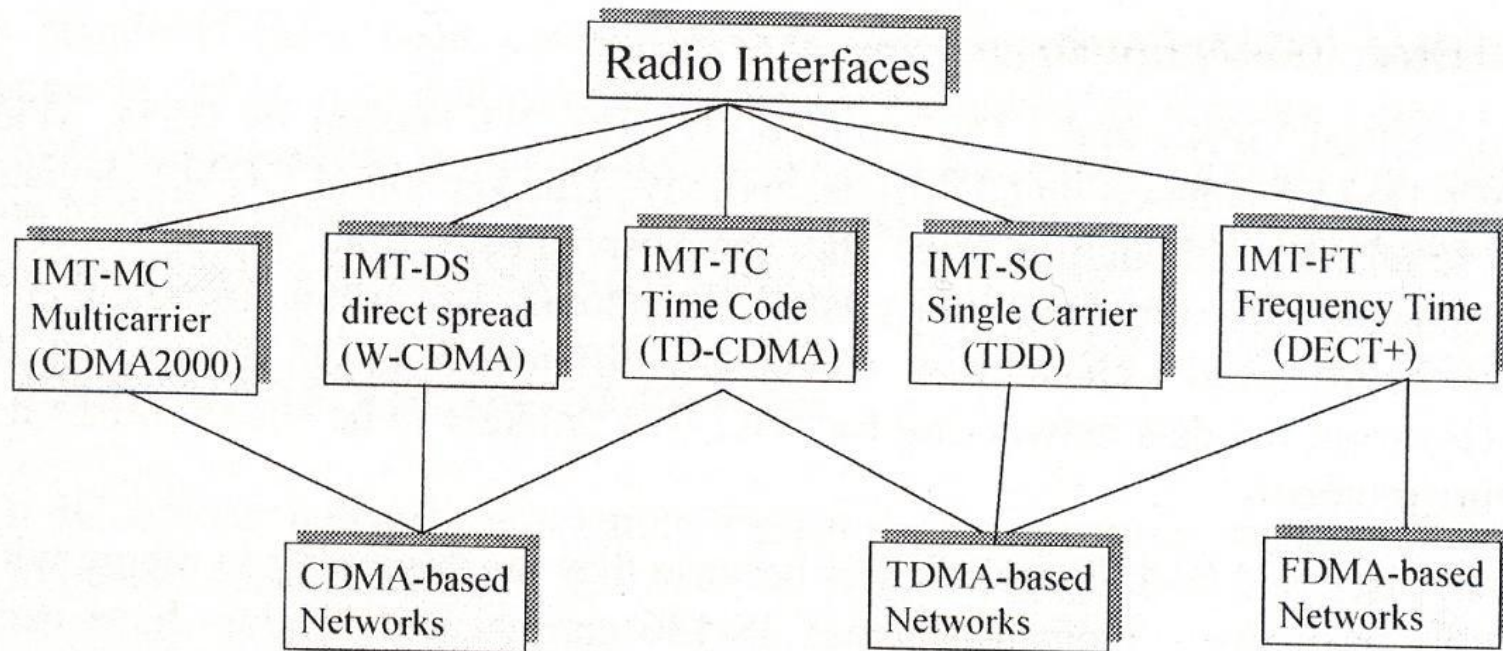 Radio Interfaces
IMT-MC
Multicarrier
(CDMA2000)
IMT-DS
direct spread
(W-CDMA)
IMT-TC
Time Code
(TD-CDMA)
IMT-SC
Single Carrier
(TDD)
IMT-FT
Frequency Time
(DECT+)
CDMA-based
Networks
TDMA-based
Networks
FDMA-based
Networks